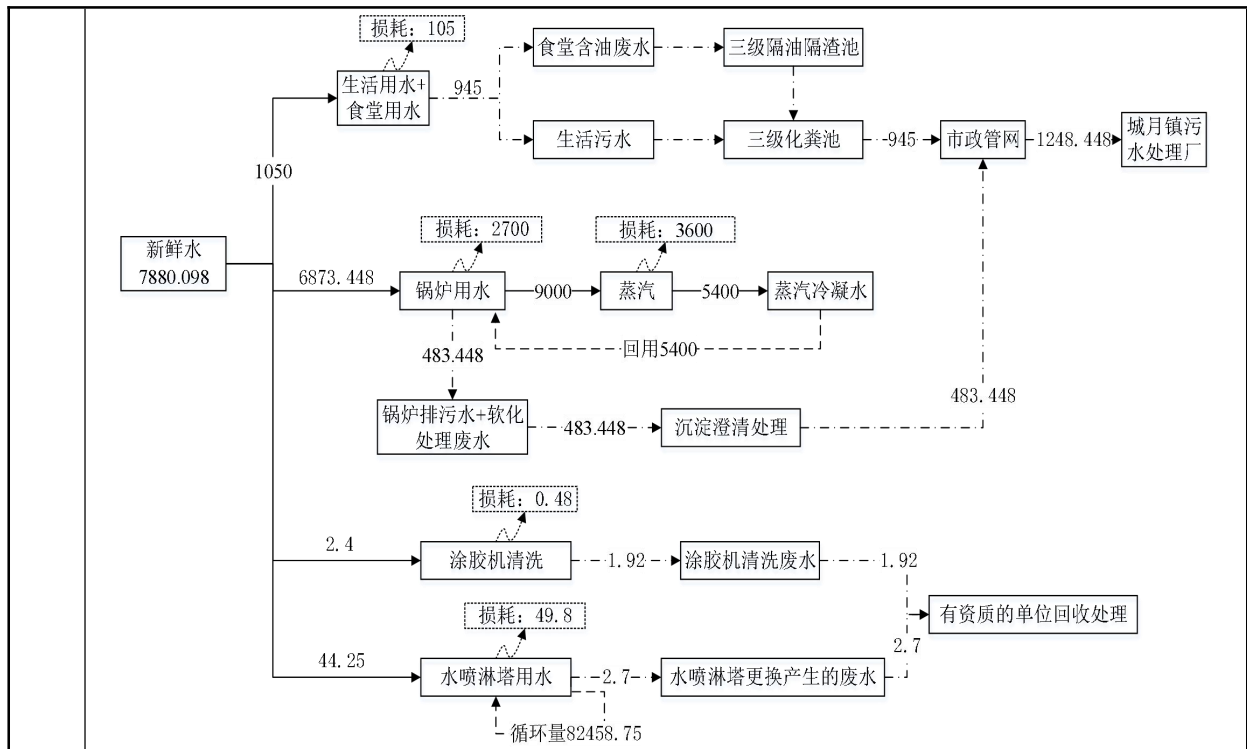 损耗：105
生活用水+
食堂用水
945
食堂含油废水
三级隔油隔渣池
生活污水
三级化粪池
945
市政管网
1248.448
城月镇污
水处理厂
1050
新鲜水
7880.098
损耗：2700
损耗：3600
6873.448
锅炉用水
9000
蒸汽
5400
蒸汽冷凝水
回用5400
483.448
483.448
锅炉排污水+软化
处理废水
483.448
沉淀澄清处理
损耗：0.48
2.4
涂胶机清洗
1.92
涂胶机清洗废水
1.92
有资质的单位回收处理
损耗：49.8
44.25
水喷淋塔用水
2.7
水喷淋塔更换产生的废水
2.7
循环量82458.75